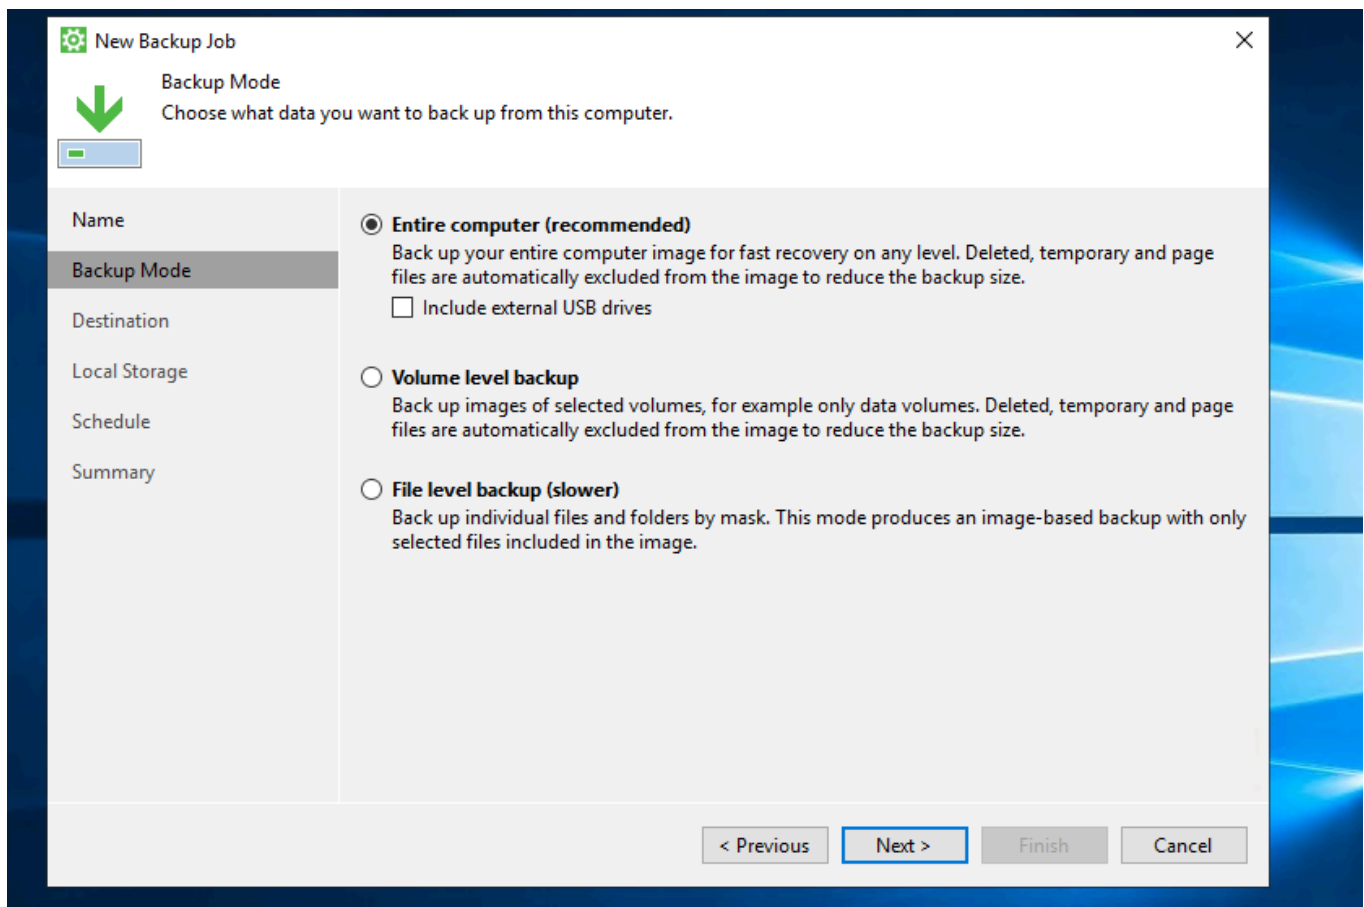 New Backup Job
Backup Mode
Choose what data you want to back up from this computer.
Name
Backup Mode
Destination
Local Storage
Schedule
Summary
Entire computer (recommended)
Back up your entire computer image for fast recovery on any level. Deleted, temporary and page
files are automatically excluded from the image to reduce the backup size.
Include external USB drives
Volume level backup
Back up images of selected volumes, for example only data volumes. Deleted, temporary and page
files are automatically excluded from the image to reduce the backup size.
File level backup (slower)
Back up individual files and folders by mask. This mode produces an image-based backup with only
selected files included in the image.
< Previous
Next >
Finish
Cancel